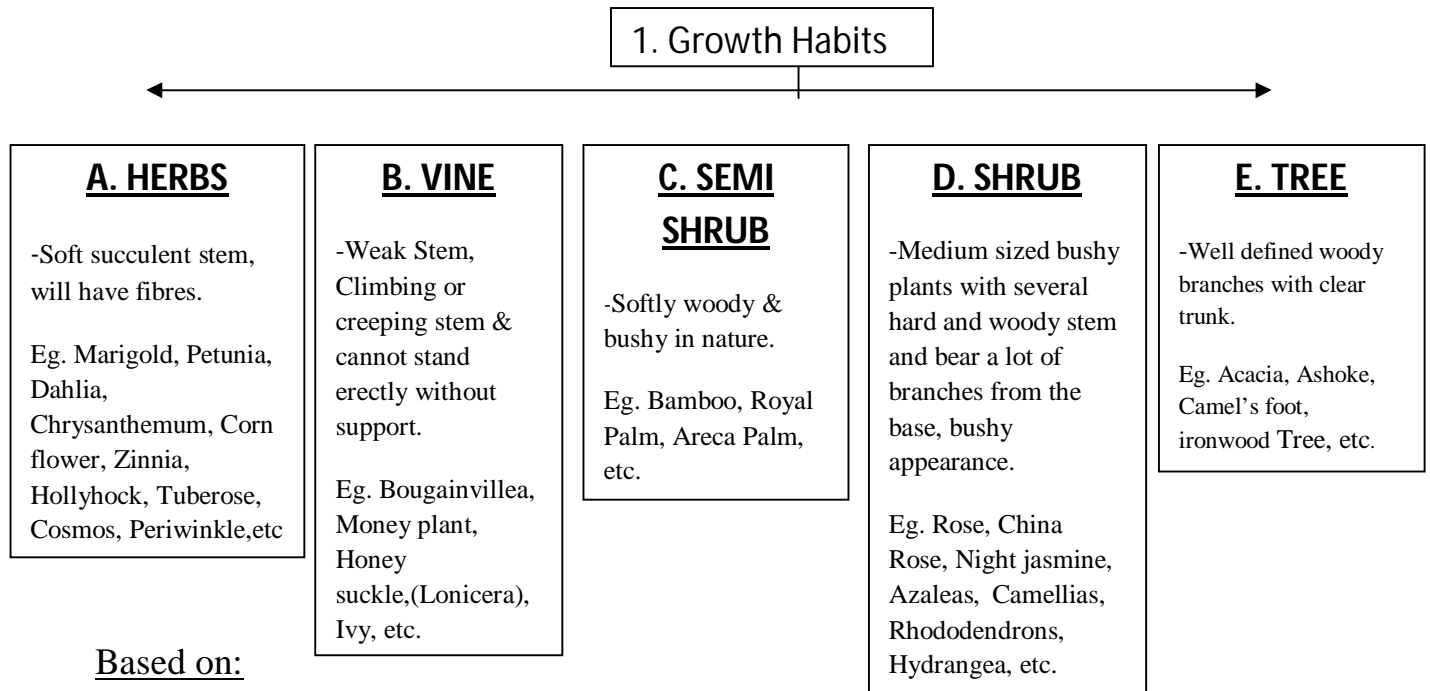 1. Growth Habits
A. HERBS
-Soft succulent stem,
will have fibres.
Eg. Marigold, Petunia,
Dahlia,
Chrysanthemum, Corn
flower, Zinnia,
Hollyhock, Tuberose,
Cosmos, Periwinkle,etc
B. VINE
-Weak Stem,
Climbing or
creeping stem &
cannot stand
erectly without
support.
Eg. Bougainvillea,
Money plant,
Honey
suckle,(Lonicera),
Ivy, etc.
C. SEMI
SHRUB
-Softly woody &
bushy in nature.
Eg. Bamboo, Royal
Palm, Areca Palm,
etc.
D. SHRUB
-Medium sized bushy
plants with several
hard and woody stem
and bear a lot of
branches from the
base, bushy
appearance.
Eg. Rose, China
Rose, Night jasmine,
Azaleas, Camellias,
Rhododendrons,
Hydrangea, etc.
E. TREE
-Well defined woody
branches with clear
trunk.
Eg. Acacia, Ashoke,
Camel's foot,
ironwood Tree, etc.
Based on: